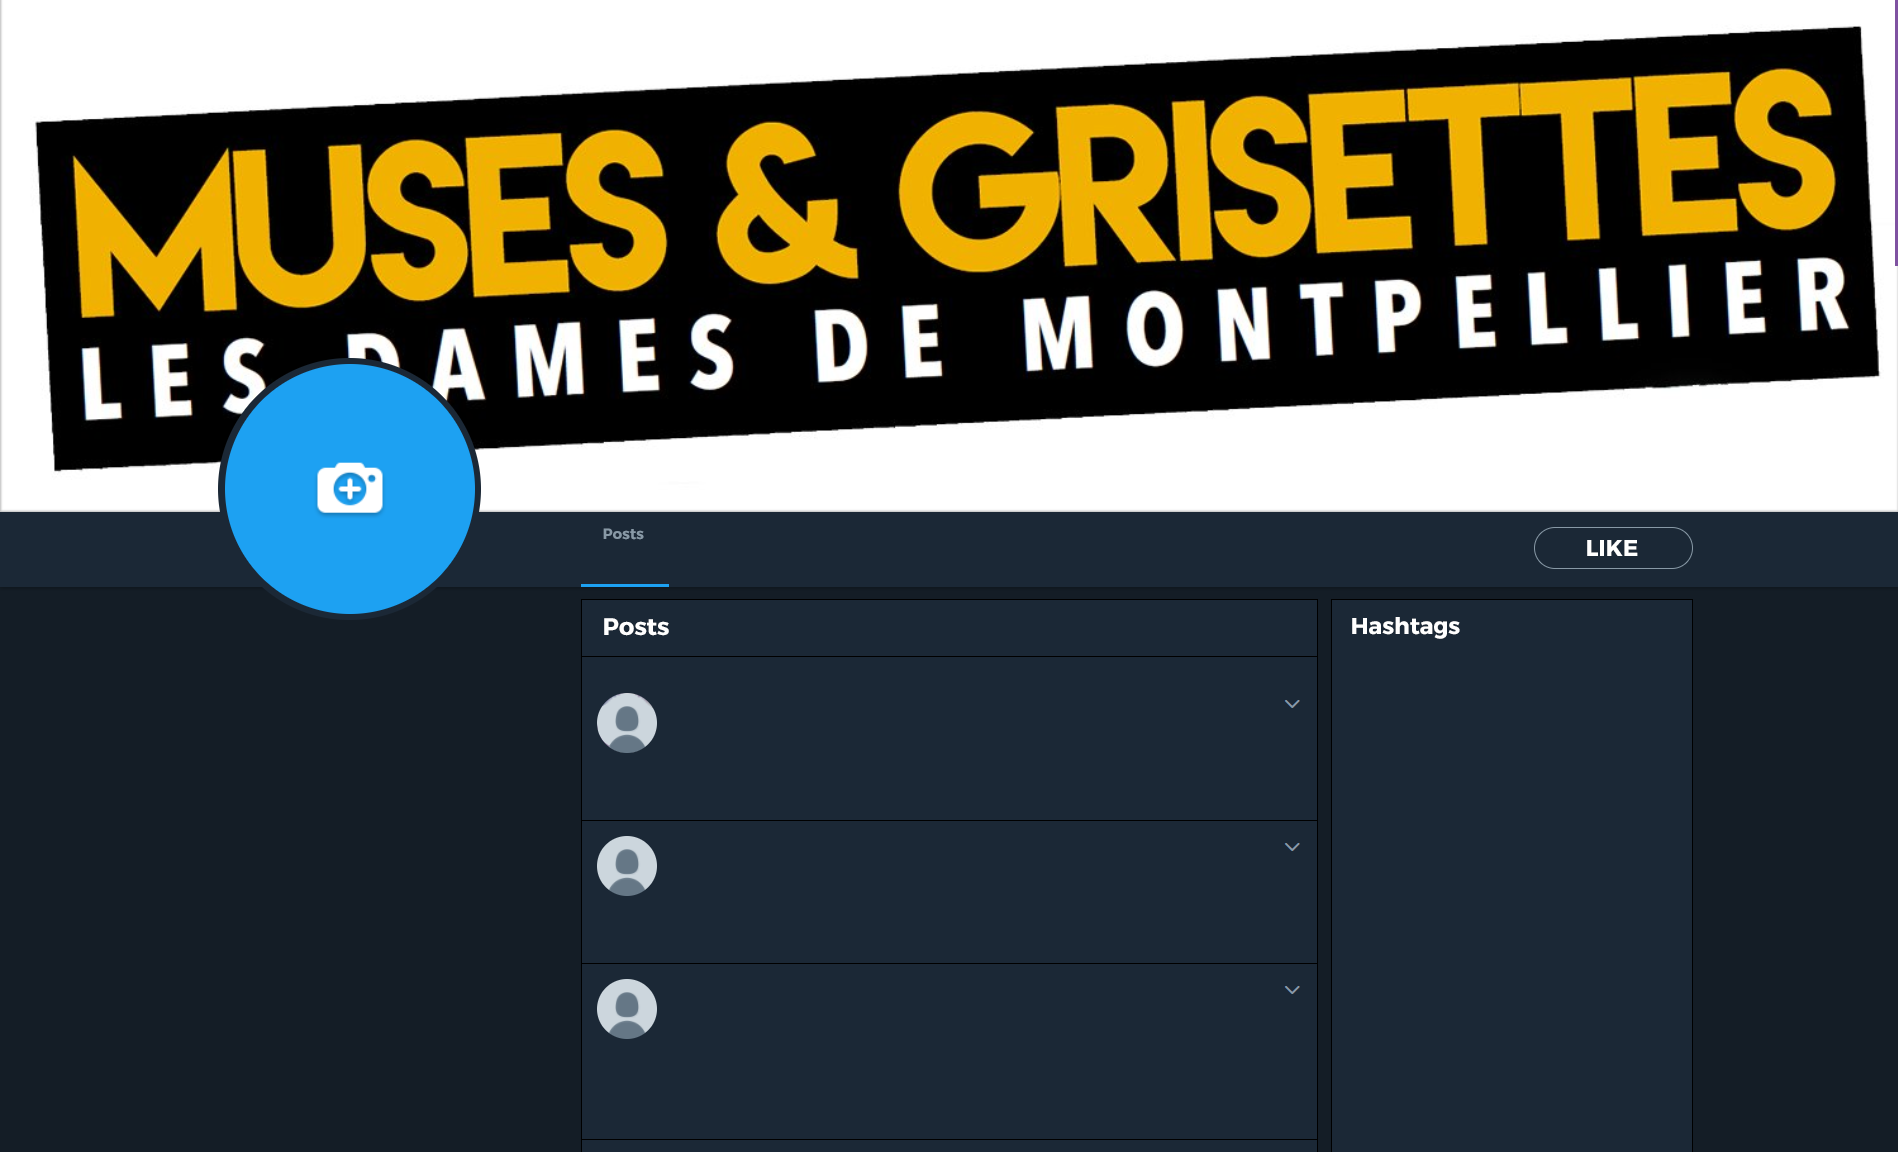 MUSES & GRISETTES
LES DAMES DE MONTPELLIER
Posts
LIKE
Posts
Hashtags